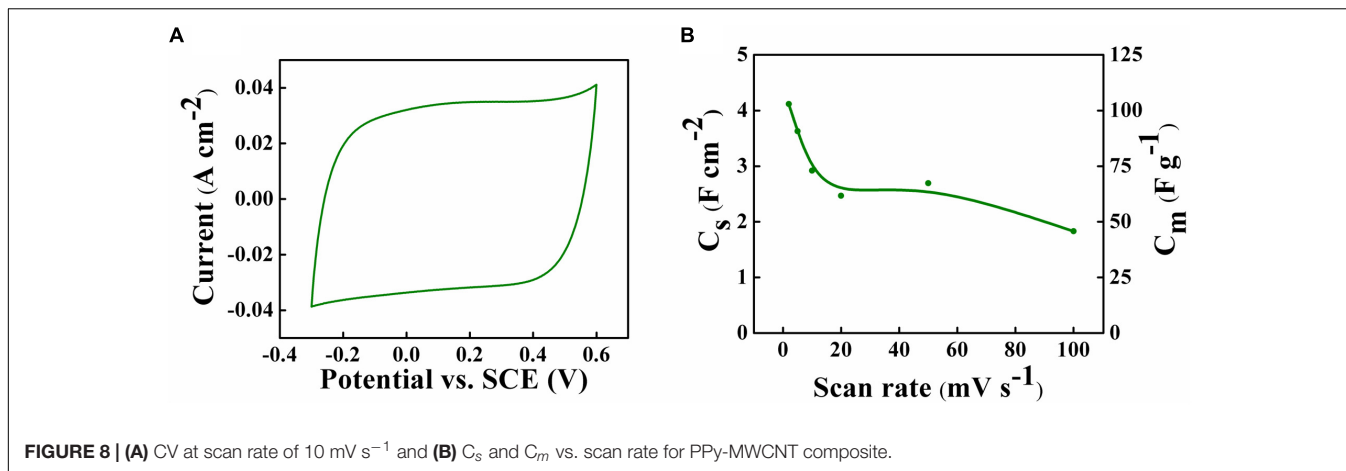 A
B
Current (A cm-2)
0.04
0.02
0.00
-0.02
-0.04
-0.4 -0.2 0.0 0.2 0.4 0.6
Potential vs. SCE (V)
Cs (F cm-2)
5
4
3
2
1
0
125
100
75
50
25
0
Cm (F g-1)
0 20 40 60 80 100
Scan rate (mV s-1)
FIGURE 8 | (A) CV at scan rate of 10 mV s−1 and (B) Cs and Cm vs. scan rate for PPy-MWCNT composite.